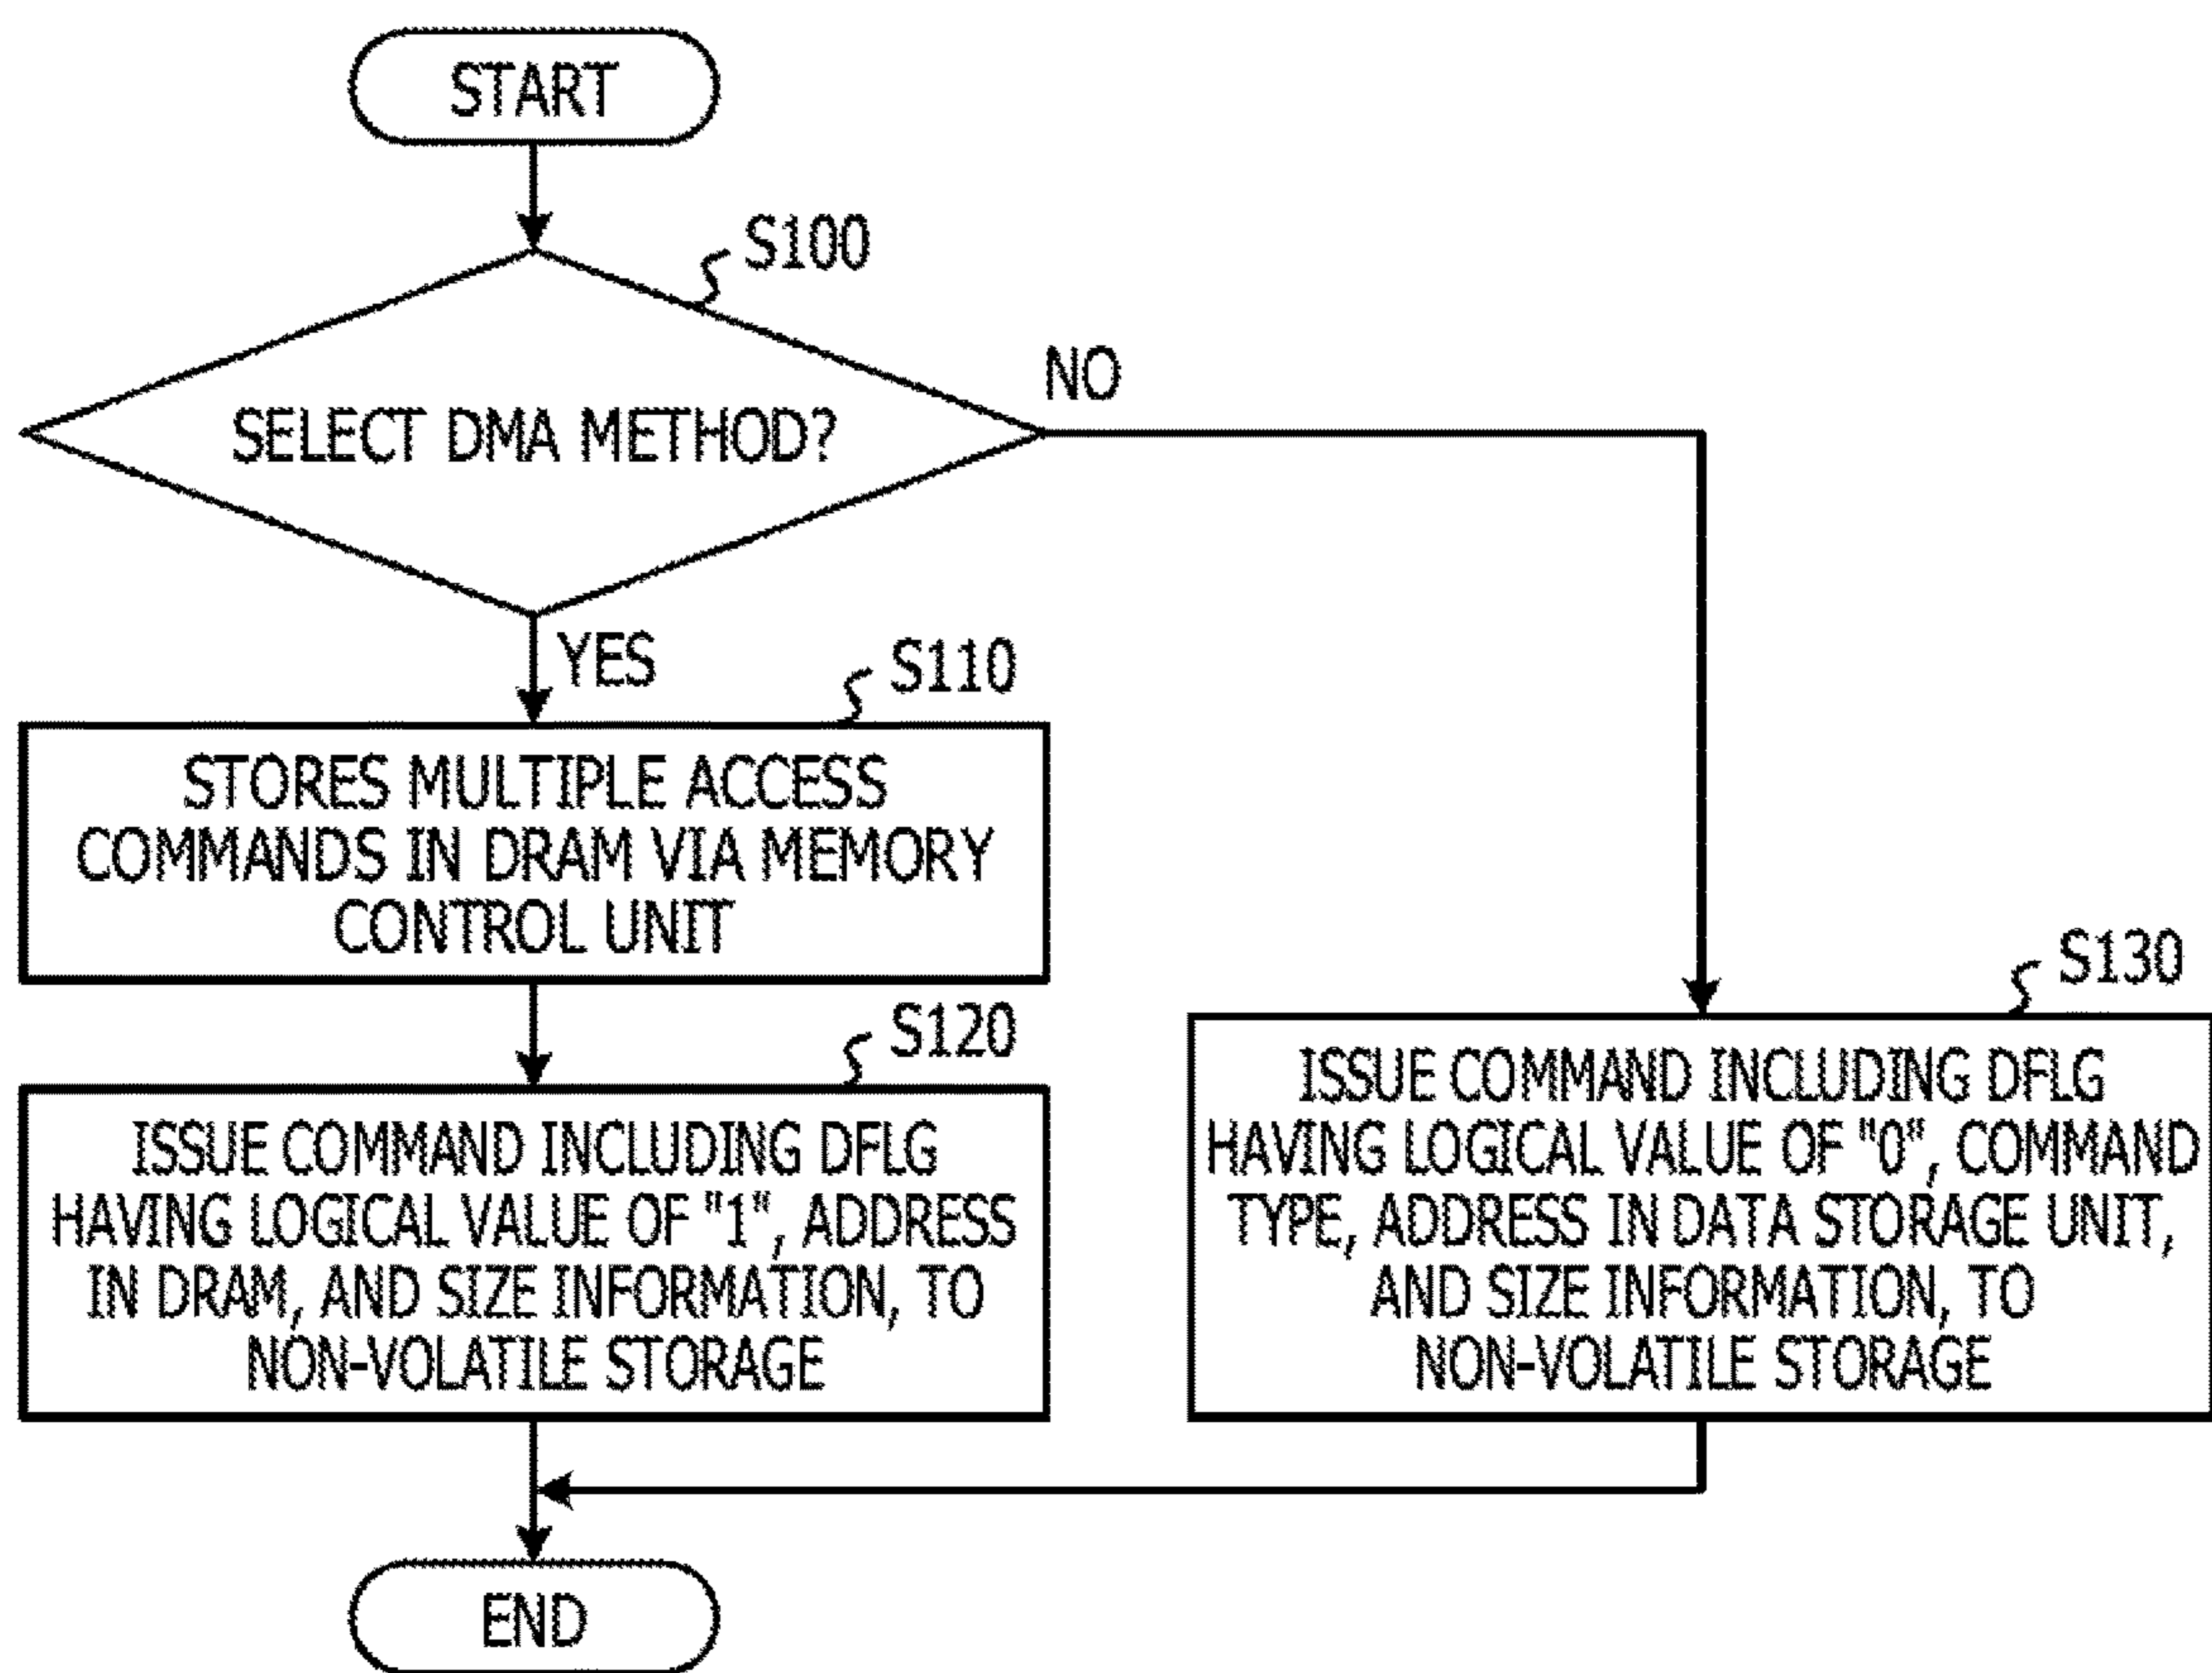 START
S100
SELECT DMA METHOD?
NO
YES
S110
STORES MULTIPLE ACCESS
COMMANDS IN DRAM VIA MEMORY
CONTROL UNIT
S120
ISSUE COMMAND INCLUDING DFLG
HAVING LOGICAL VALUE OF "1", ADDRESS
IN DRAM, AND SIZE INFORMATION, TO
NON-VOLATILE STORAGE
S130
ISSUE COMMAND INCLUDING DFLG
HAVING LOGICAL VALUE OF "0", COMMAND
TYPE, ADDRESS IN DATA STORAGE UNIT,
AND SIZE INFORMATION, TO
NON-VOLATILE STORAGE
END